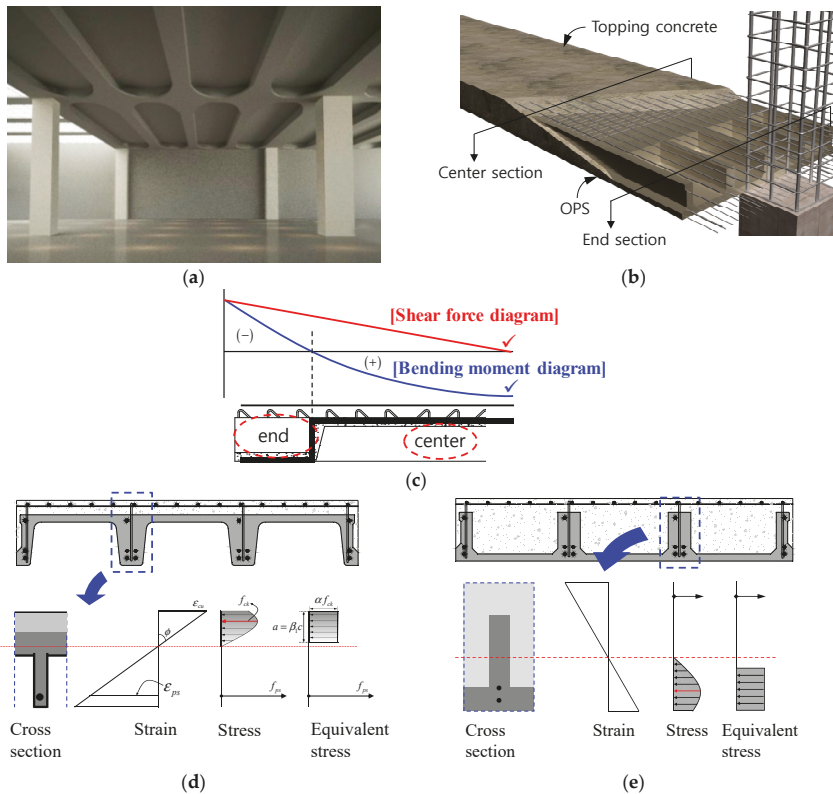 Topping concrete
Center section
OPS
End section
(a)
(b)
[Shear force diagram]
(−)
(+)
[Bending moment diagram]
end
center
(c)
ε_cu
f_ck
αf_ck
a = β₁c
ø
ε_ps
f_ps
f_ps
Cross
section
Strain
Stress
Equivalent
stress
(d)
Cross
section
Strain
Stress
Equivalent
stress
(e)